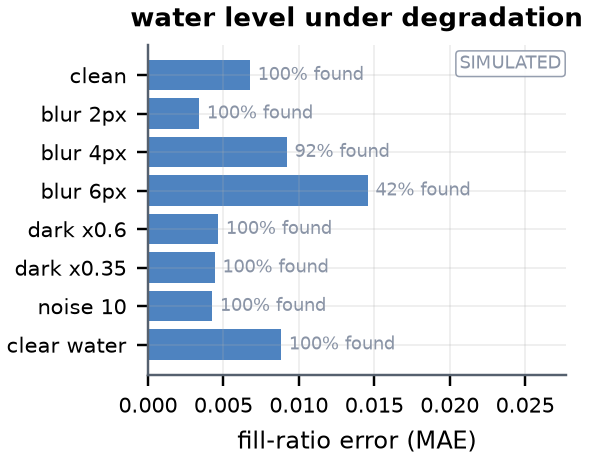 water level under degradation
SIMULATED
clean 100% found
blur 2px 100% found
blur 4px 92% found
blur 6px 42% found
dark x0.6 100% found
dark x0.35 100% found
noise 10 100% found
clear water 100% found
0.000 0.005 0.010 0.015 0.020 0.025
fill-ratio error (MAE)